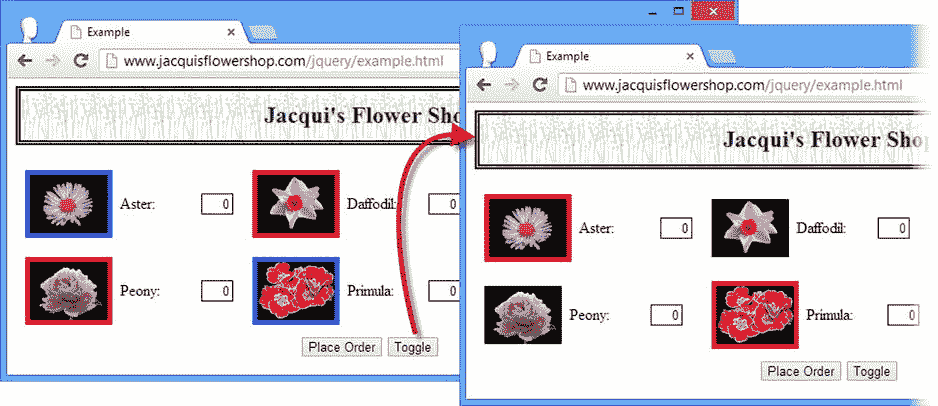 Example
www.jacquisflowershop.com/jquery/example.html
Jacqui's Flower Sho
Aster: 0
Daffodil: 0
Peony: 0
Primula: 0
Place Order Toggle
Example
www.jacquisflowershop.com/jquery/example.html
Jacqui's Flower Shop
Aster: 0
Daffodil: 0
Peony: 0
Primula: 0
Place Order Toggle